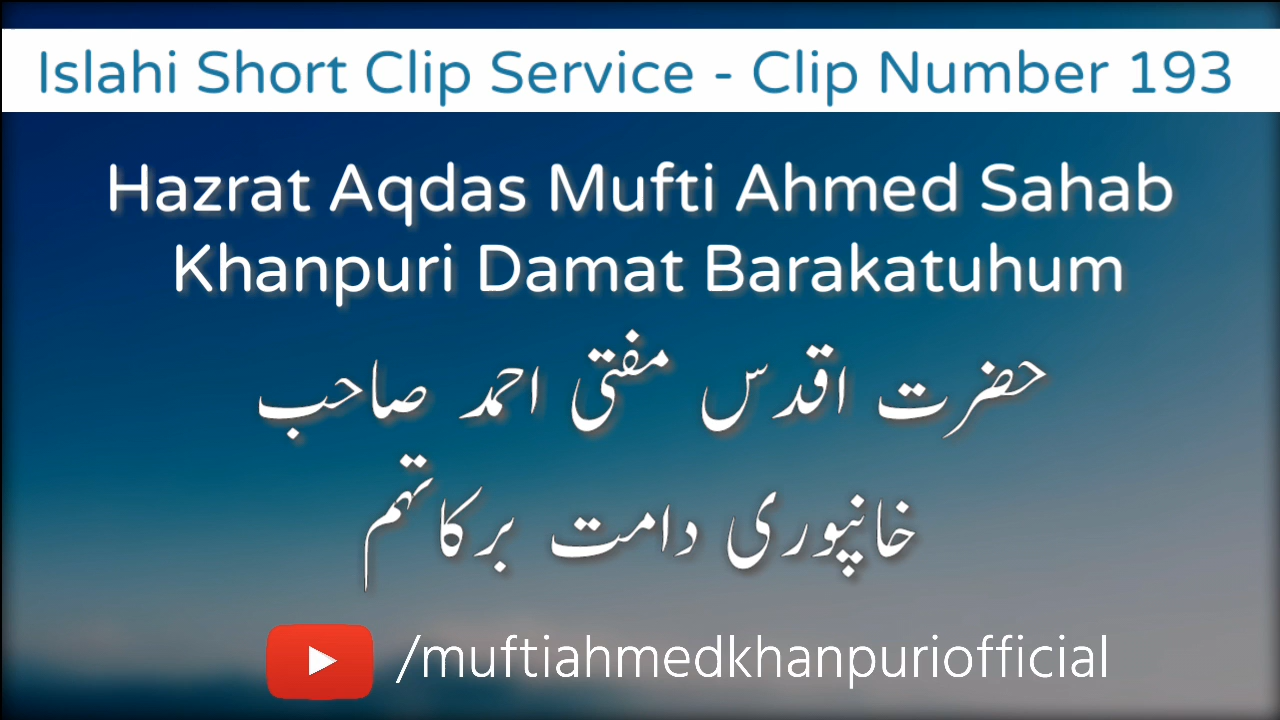 Islahi Short Clip Service - Clip Number 193
Hazrat Aqdas Mufti Ahmed Sahab
Khanpuri Damat Barakatuhum
حضرت اقدس مفتی احمد صاحب
خانپوری دامت برکاتہم
/muftiahmedkhanpuriofficial